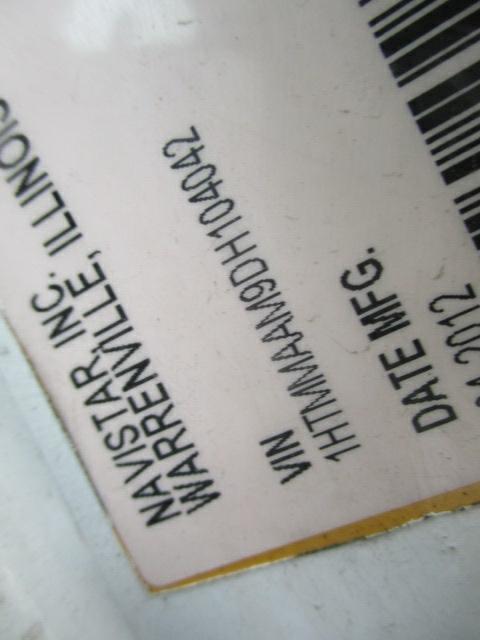 NAVISTAR, INC.
WARRENVILLE, ILLINOIS
VIN
1HTMMAAM9DH104042
DATE MFG.
2012